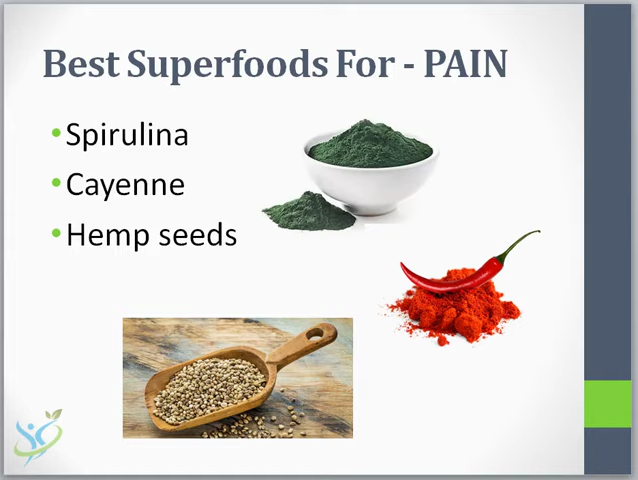 Best Superfoods For - PAIN
•Spirulina
•Cayenne
•Hemp seeds